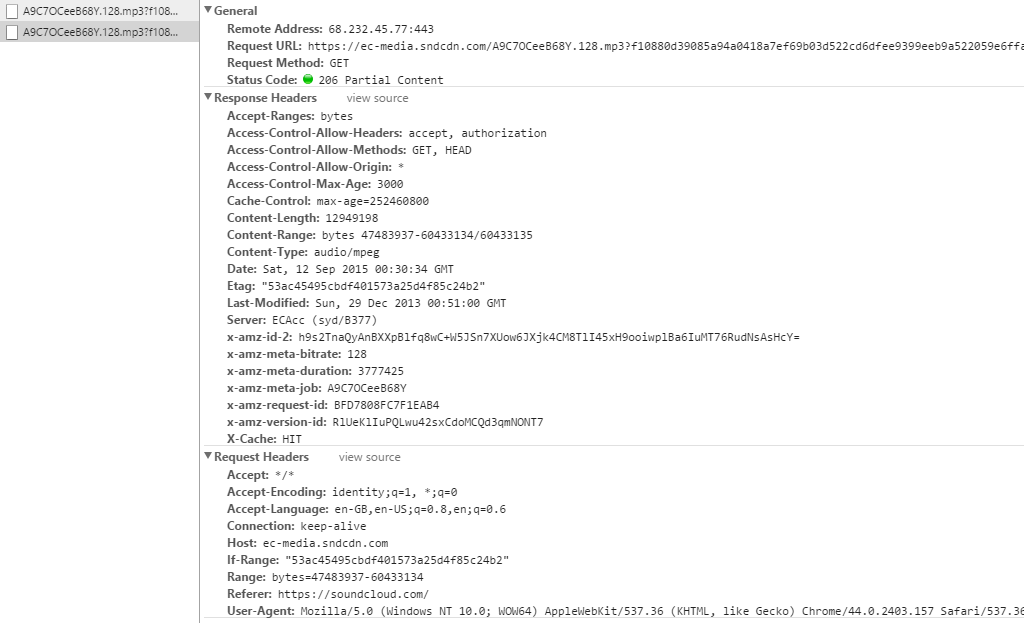 A9C7OCeeB68Y.128.mp3?f108...
A9C7OCeeB68Y.128.mp3?f108...
General
Remote Address: 68.232.45.77:443
Request URL: https://ec-media.sndcdn.com/A9C7OCeeB68Y.128.mp3?f10880d39085a94a0418a7ef69b03d522cd6dfee9399eeb9a522059e6ffa
Request Method: GET
Status Code: 206 Partial Content
Response Headers view source
Accept-Ranges: bytes
Access-Control-Allow-Headers: accept, authorization
Access-Control-Allow-Methods: GET, HEAD
Access-Control-Allow-Origin: *
Access-Control-Max-Age: 3000
Cache-Control: max-age=252460800
Content-Length: 12949198
Content-Range: bytes 47483937-60433134/60433135
Content-Type: audio/mpeg
Date: Sat, 12 Sep 2015 00:30:34 GMT
Etag: "53ac45495cbdf401573a25d4f85c24b2"
Last-Modified: Sun, 29 Dec 2013 00:51:00 GMT
Server: ECAcc (syd/B377)
x-amz-id-2: h9s2TnaQyAnBXXpBlfq8wC+W5JSn7XUow6JXjk4CM8TlI45xH9ooiwplBa6IuMT76RudNsAsHcY=
x-amz-meta-bitrate: 128
x-amz-meta-duration: 3777425
x-amz-meta-job: A9C7OCeeB68Y
x-amz-request-id: BFD7808FC7F1EAB4
x-amz-version-id: RlUeKlIuPQLwu42sxCdoMCQd3qmNONT7
X-Cache: HIT
Request Headers view source
Accept: */*
Accept-Encoding: identity;q=1, *;q=0
Accept-Language: en-GB,en-US;q=0.8,en;q=0.6
Connection: keep-alive
Host: ec-media.sndcdn.com
If-Range: "53ac45495cbdf401573a25d4f85c24b2"
Range: bytes=47483937-60433134
Referer: https://soundcloud.com/
User-Agent: Mozilla/5.0 (Windows NT 10.0; WOW64) AppleWebKit/537.36 (KHTML, like Gecko) Chrome/44.0.2403.157 Safari/537.36